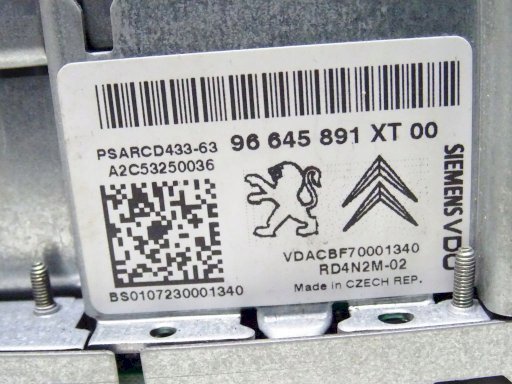 PSARCD433-63 96 645 891 XT 00
A2C53250036
SIEMENS VDO
VDACBF70001340
RD4N2M-02
BS0107230001340
Made in CZECH REP.